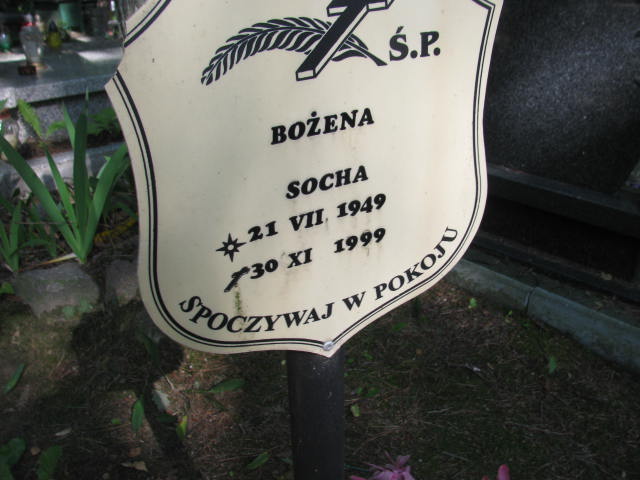 Ś.P.
BOŻENA
SOCHA
21 VII 1949
30 XI 1999
SPOCZYWAJ W POKOJU